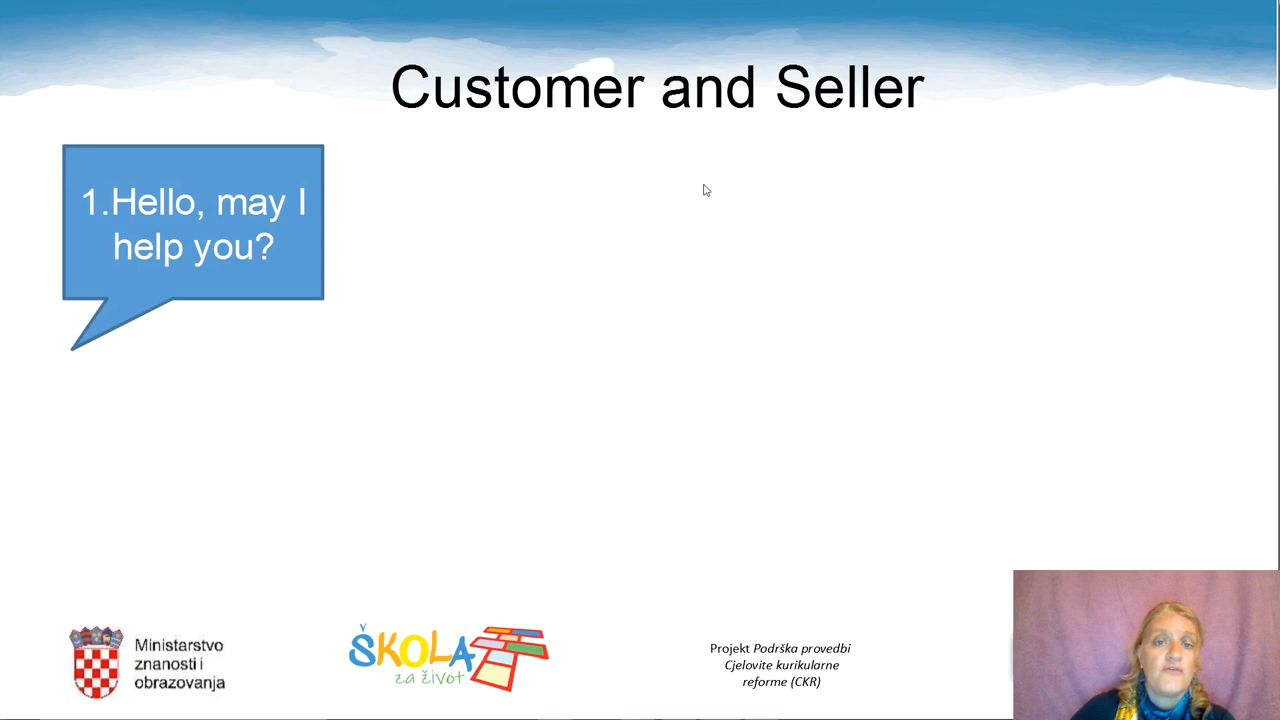 Customer and Seller
1.Hello, may I
help you?
Ministarstvo
znanosti i
obrazovanja
ŠKOLA
za život
Projekt Podrška provedbi
Cjelovite kurikularne
reforme (CKR)